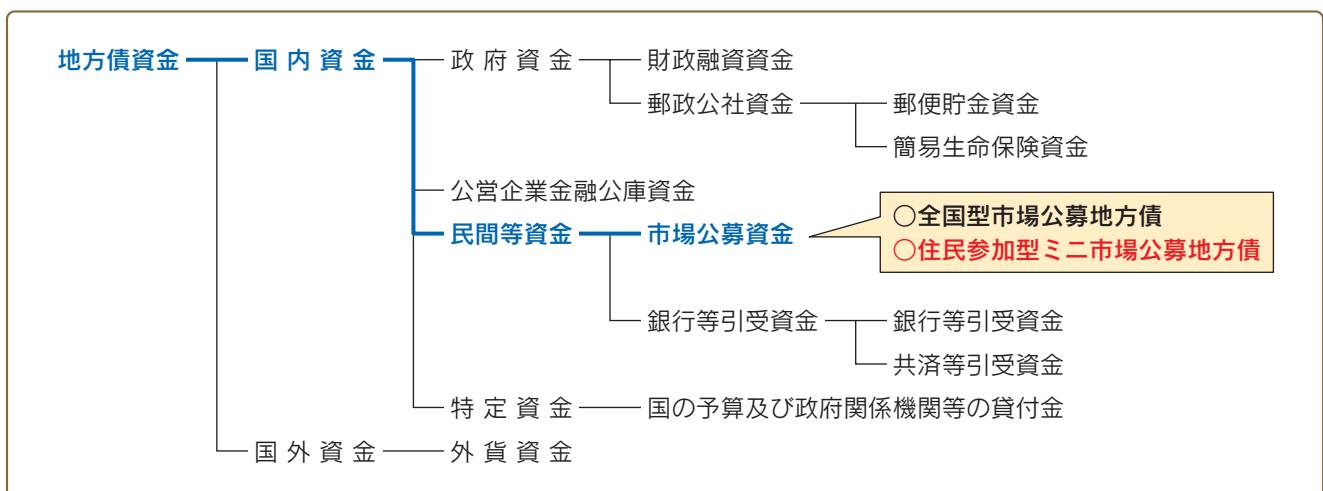 地方債資金 国内資金 政府資金 財政融資資金
郵政公社資金 郵便貯金資金
簡易生命保険資金
公営企業金融公庫資金
民間等資金 市場公募資金
○全国型市場公募地方債
○住民参加型ミニ市場公募地方債
銀行等引受資金 銀行等引受資金
共済等引受資金
特定資金 国の予算及び政府関係機関等の貸付金
国外資金 外貨資金